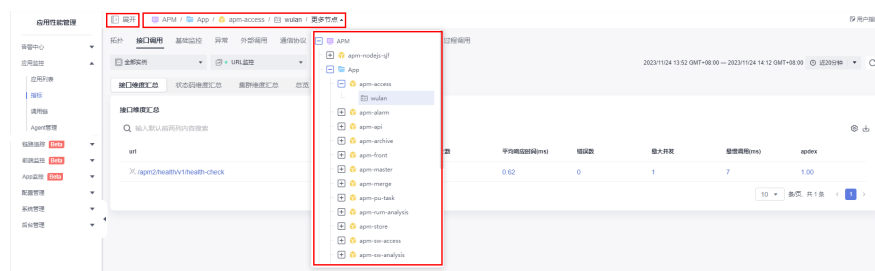 应用性能管理
展开 APM / App / apm-access / wulan / 更多节点
用户指
告警中心
应用监控
应用列表
指标
调用链
Agent管理
链路追踪 Beta
前端监控 Beta
App监控 Beta
配置管理
系统管理
后台管理
拓扑 接口调用 基础监控 异常 外部调用 通信协议
过程调用
全部实例 URL监控
2023/11/24 13:52 GMT+08:00 — 2023/11/24 14:12 GMT+08:00 近20分钟
接口维度汇总 状态码维度汇总 集群维度汇总 总览
接口维度汇总
输入默认前两列内容搜索
url
数 平均响应时间(ms) 错误数 最大并发 最慢调用(ms) apdex
/apm2/health/v1/health-check
0.62 0 1 7 1.00
10 条/页 共 1 条 < 1 >
APM
apm-nodejs-sjf
App
apm-access
wulan
apm-alarm
apm-api
apm-archive
apm-front
apm-master
apm-merge
apm-pu-task
apm-rum-analysis
apm-store
apm-sw-access
apm-sw-analysis